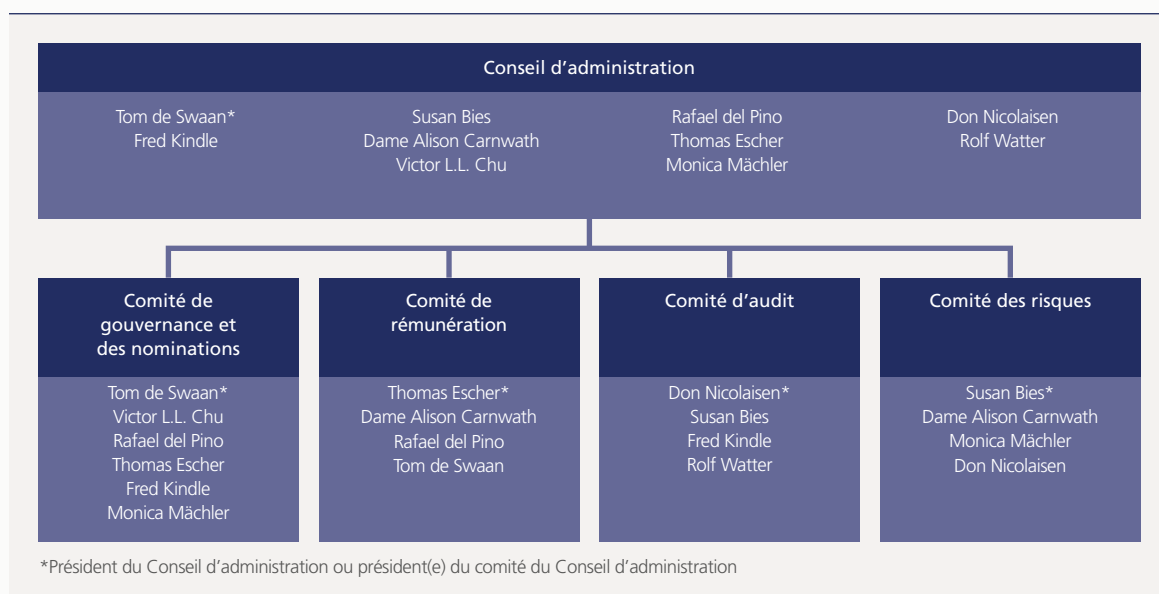 Conseil d'administration
Tom de Swaan*
Fred Kindle
Susan Bies
Dame Alison Carnwath
Victor L.L. Chu
Rafael del Pino
Thomas Escher
Monica Mächler
Don Nicolaisen
Rolf Watter
Comité de
gouvernance et
des nominations
Tom de Swaan*
Victor L.L. Chu
Rafael del Pino
Thomas Escher
Fred Kindle
Monica Mächler
Comité de
rémunération
Thomas Escher*
Dame Alison Carnwath
Rafael del Pino
Tom de Swaan
Comité d'audit
Don Nicolaisen*
Susan Bies
Fred Kindle
Rolf Watter
Comité des risques
Susan Bies*
Dame Alison Carnwath
Monica Mächler
Don Nicolaisen
*Président du Conseil d'administration ou président(e) du comité du Conseil d'administration